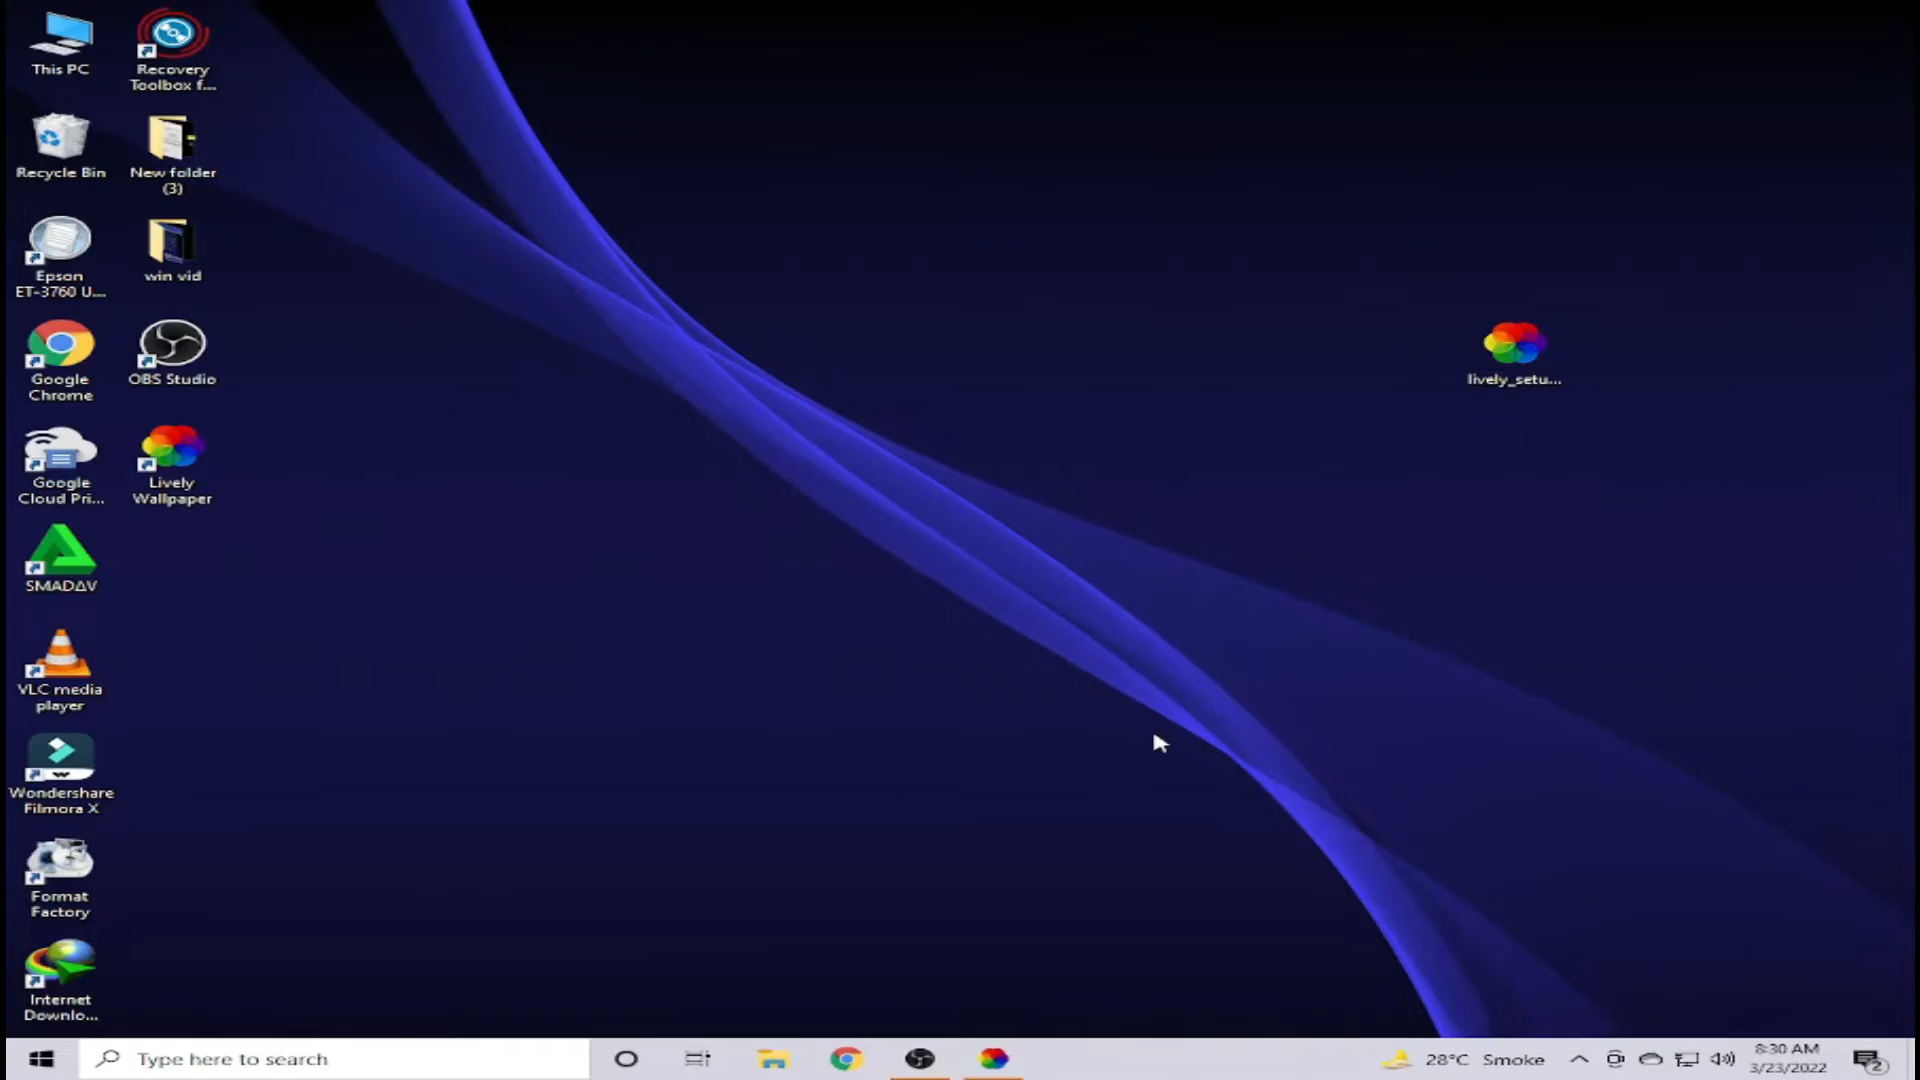 This PC
Recovery
Toolbox f...
Recycle Bin
New folder
(3)
Epson
ET-3760 U...
win vid
Google
Chrome
OBS Studio
lively_setu...
Google
Cloud Pri...
Lively
Wallpaper
SMADΔV
VLC media
player
Wondershare
Filmora X
Format
Factory
Internet
Downlo...
Type here to search
28°C Smoke
8:30 AM
3/23/2022
2